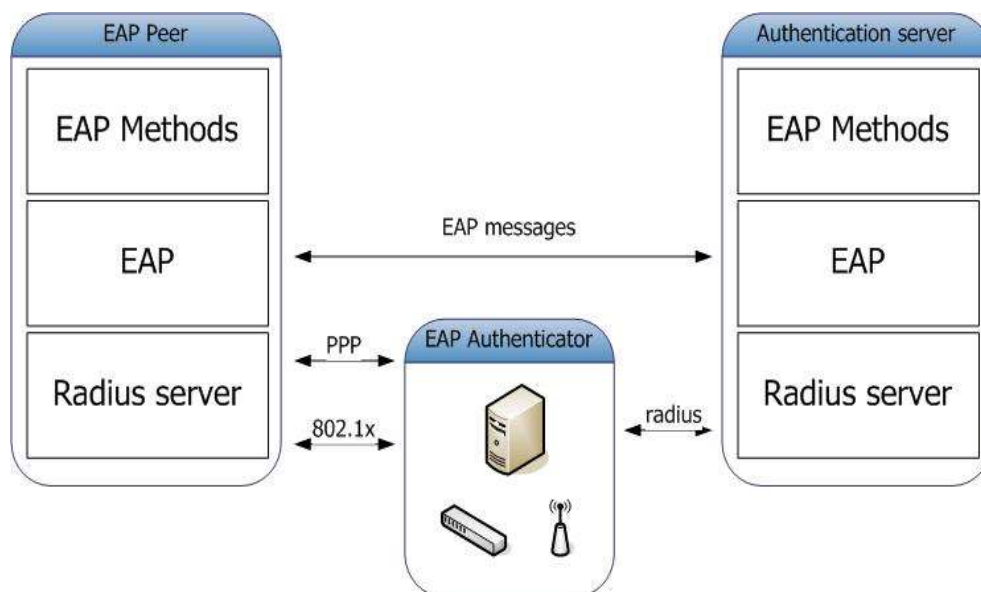 EAP Peer
EAP Methods
EAP
Radius server
EAP messages
PPP
802.1x
EAP Authenticator
radius
Authentication server
EAP Methods
EAP
Radius server